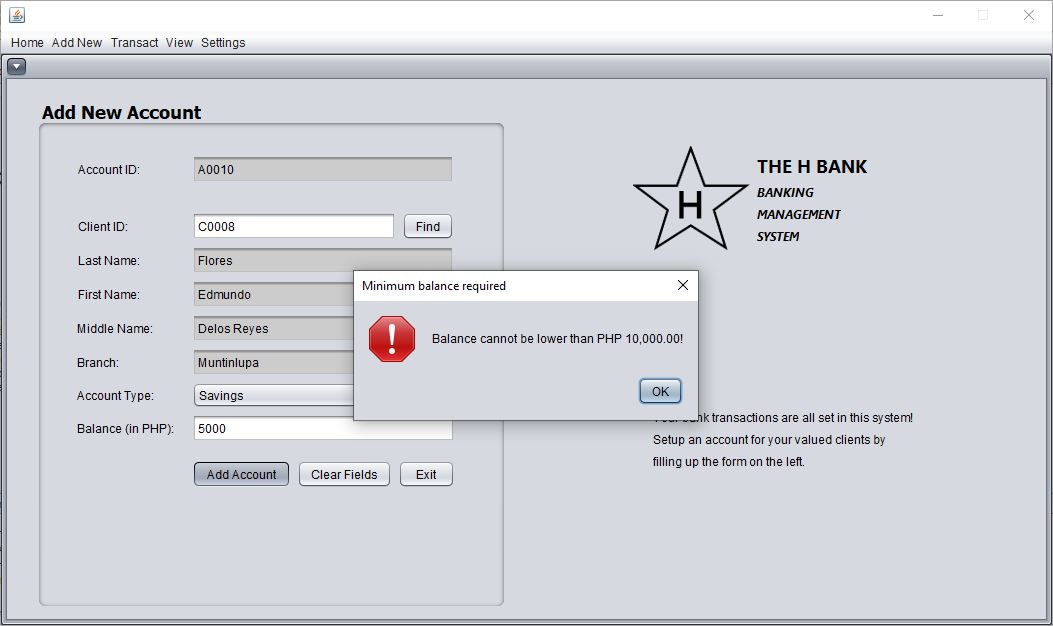 Home Add New Transact View Settings
Add New Account
Account ID: A0010
Client ID: C0008 Find
Last Name: Flores
First Name: Edmundo
Middle Name: Delos Reyes
Branch: Muntinlupa
Account Type: Savings
Balance (in PHP): 5000
Add Account Clear Fields Exit
H
THE H BANK
BANKING
MANAGEMENT
SYSTEM
Minimum balance required
Balance cannot be lower than PHP 10,000.00!
OK
bank transactions are all set in this system!
Setup an account for your valued clients by
filling up the form on the left.